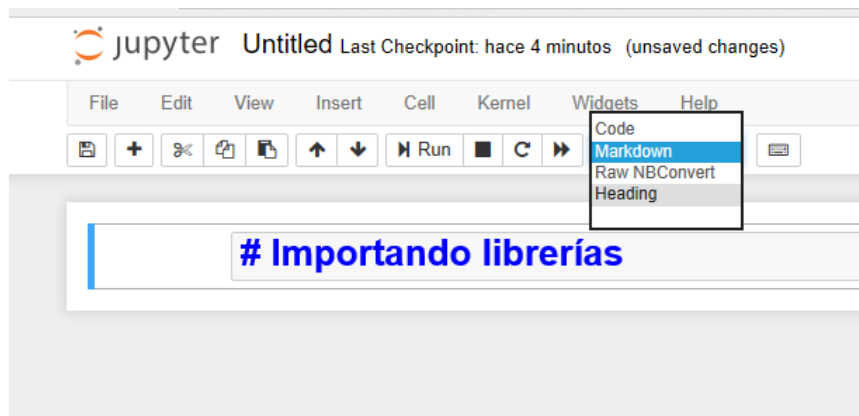 jupyter Untitled Last Checkpoint: hace 4 minutos (unsaved changes)
File Edit View Insert Cell Kernel Widgets Help
Run
Code
Markdown
Raw NBConvert
Heading
# Importando librerías